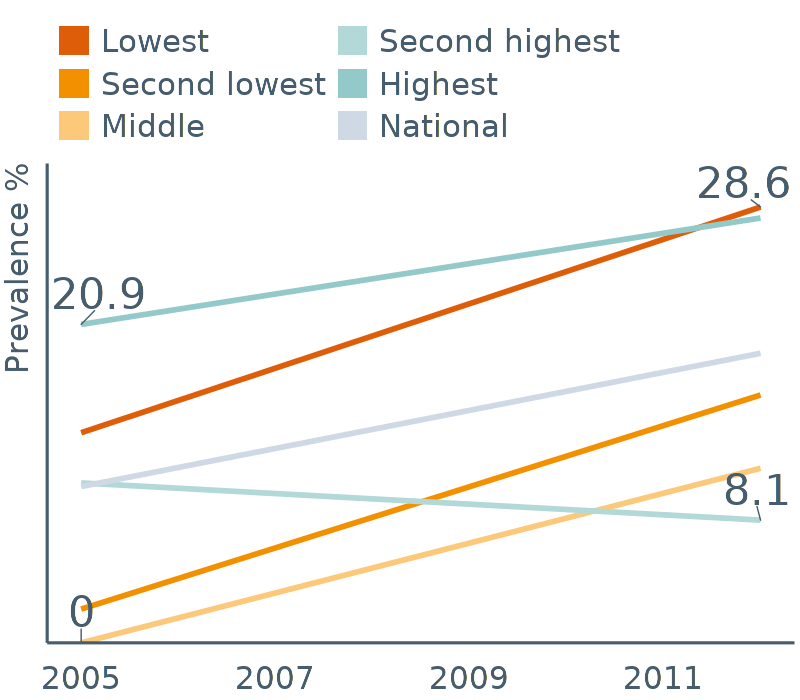 Lowest
Second lowest
Middle
Second highest
Highest
National
Prevalence %
28.6
20.9
8.1
0
2005 2007 2009 2011